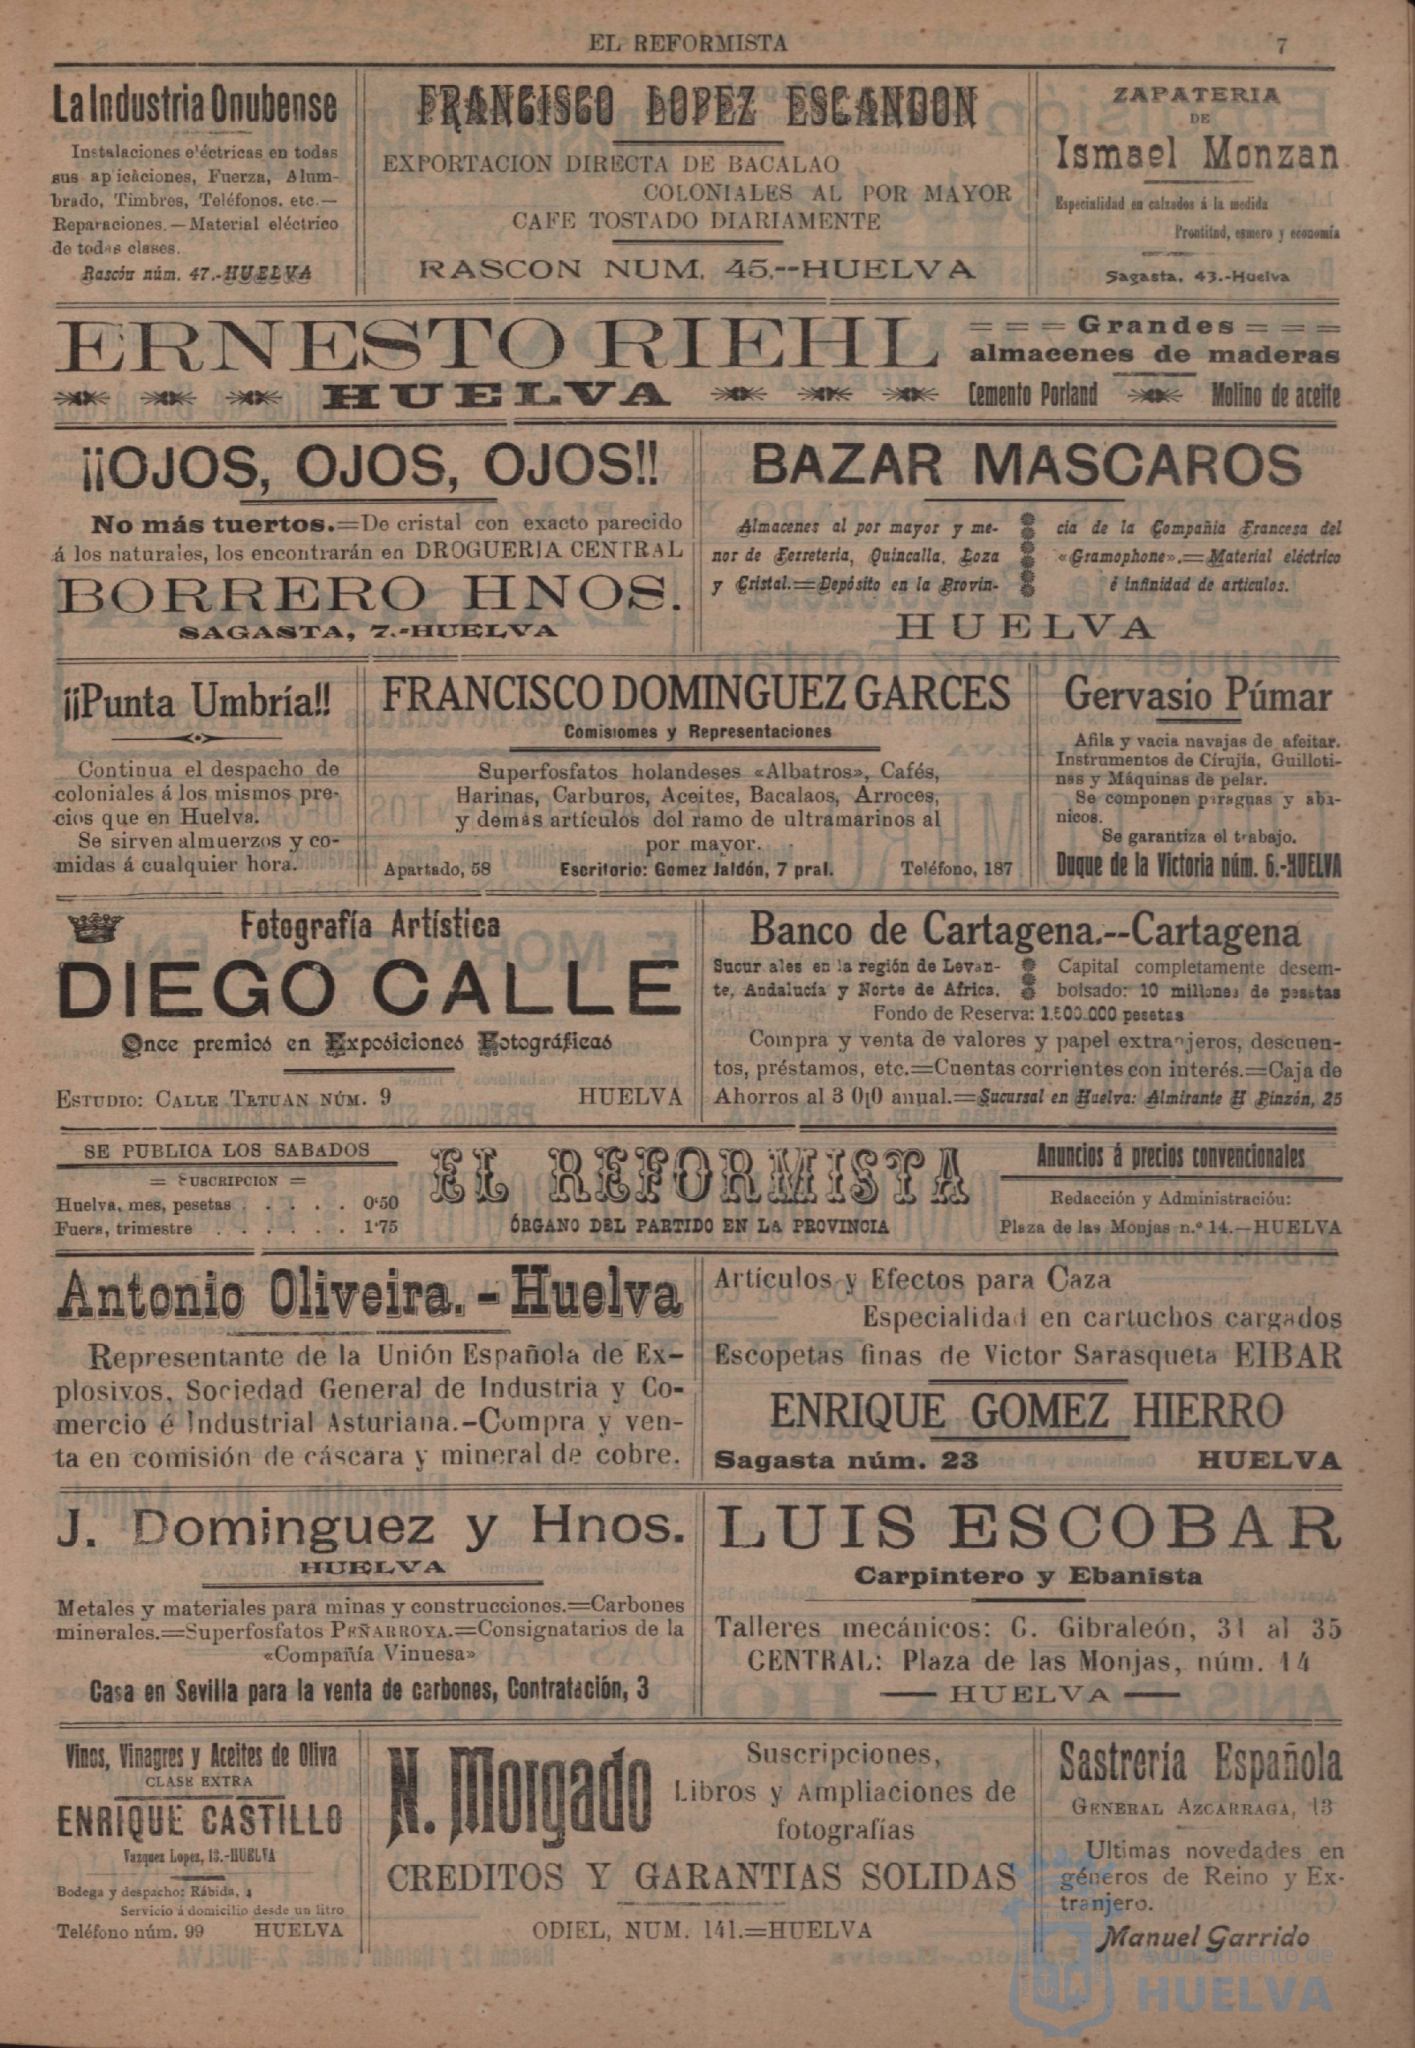 EL REFORMISTA 7
La Industria Onubense
Instalaciones eléctricas en todas
sus apicaciones, Fuerza, Alum-
brado, Timbres, Teléfonos, etc.—
Reparaciones.—Material eléctrico
de todas clases.
Rascón núm. 47.-HUELVA
FRANCISCO LOPEZ ESCANDON
EXPORTACION DIRECTA DE BACALAO
COLONIALES AL POR MAYOR
CAFE TOSTADO DIARIAMENTE
RASCON NUM. 45.--HUELVA
ZAPATERIA
DE
Ismael Monzan
Especialidad en calzados á la medida
Prontitud, esmero y economía
Sagasta, 43.-Huelva
ERNESTO RIEHL
HUELVA
= = = Grandes = = =
almacenes de maderas
Cemento Porland Molino de aceite
¡¡OJOS, OJOS, OJOS!!
No más tuertos.=De cristal con exacto parecido
á los naturales, los encontrarán en DROGUERIA CENTRAL
BORRERO HNOS.
SAGASTA, 7.-HUELVA
BAZAR MASCAROS
Almacenes al por mayor y me-
nor de Ferretería, Quincalla, Loza
y Cristal.=Depósito en la Provin-
cia de la Compañia Francesa del
«Gramophone».=Material eléctrico
é infinidad de artículos.
HUELVA
¡¡Punta Umbría!!
Continua el despacho de
coloniales á los mismos pre-
cios que en Huelva.
Se sirven almuerzos y co-
midas á cualquier hora.
FRANCISCO DOMINGUEZ GARCES
Comisiomes y Representaciones
Superfosfatos holandeses «Albatros», Cafés,
Harinas, Carburos, Aceites, Bacalaos, Arroces,
y demás artículos del ramo de ultramarinos al
por mayor.
Apartado, 58 Escritorio: Gomez Jaldón, 7 pral. Teléfono, 187
Gervasio Púmar
Afila y vacia navajas de afeitar.
Instrumentos de Cirujía, Guilloti-
nas y Máquinas de pelar.
Se componen paraguas y aba-
nicos.
Se garantiza el trabajo.
Duque de la Victoria núm. 6.-HUELVA
Fotografía Artística
DIEGO CALLE
Once premios en Exposiciones Fotográficas
ESTUDIO: CALLE TETUAN NÚM. 9 HUELVA
Banco de Cartagena.--Cartagena
Sucursales en la región de Levan-
te, Andalucía y Norte de Africa.
Capital completamente desem-
bolsado: 10 millones de pesetas
Fondo de Reserva: 1.500.000 pesetas
Compra y venta de valores y papel extranjeros, descuen-
tos, préstamos, etc.=Cuentas corrientes con interés.=Caja de
Ahorros al 3 0|0 anual.=Sucursal en Huelva: Almirante H Pinzón, 25
SE PUBLICA LOS SABADOS
= SUSCRIPCION =
Huelva, mes, pesetas . . . . . 0'50
Fuera, trimestre . . . . . . 1'75
EL REFORMISTA
ÓRGANO DEL PARTIDO EN LA PROVINCIA
Anuncios á precios convencionales
Redacción y Administración:
Plaza de las Monjas n.º 14.—HUELVA
Antonio Oliveira.-Huelva
Representante de la Unión Española de Ex-
plosivos, Sociedad General de Industria y Co-
mercio é Industrial Asturiana.-Compra y ven-
ta en comisión de cáscara y mineral de cobre.
Artículos y Efectos para Caza
Especialidad en cartuchos cargados
Escopetas finas de Victor Sarasqueta EIBAR
ENRIQUE GOMEZ HIERRO
Sagasta núm. 23 HUELVA
J. Dominguez y Hnos.
HUELVA
Metales y materiales para minas y construcciones.=Carbones
minerales.=Superfosfatos PEÑARROYA.=Consignatarios de la
«Compañía Vinuesa»
Casa en Sevilla para la venta de carbones, Contratación, 3
LUIS ESCOBAR
Carpintero y Ebanista
Talleres mecánicos: C. Gibraleón, 31 al 35
CENTRAL: Plaza de las Monjas, núm. 14
— HUELVA —
Vinos, Vinagres y Aceites de Oliva
CLASE EXTRA
ENRIQUE CASTILLO
Vazquez Lopez, 13.-HUELVA
Bodega y despacho: Rábida, 4
Servicio á domicilio desde un litro
Teléfono núm. 99 HUELVA
N. Morgado
Suscripciones,
Libros y Ampliaciones de
fotografías
CREDITOS Y GARANTIAS SOLIDAS
ODIEL, NUM. 141.=HUELVA
Sastrería Española
GENERAL AZCARRAGA, 13
Ultimas novedades en
géneros de Reino y Ex-
tranjero.
Manuel Garrido
Ayuntamiento de
HUELVA